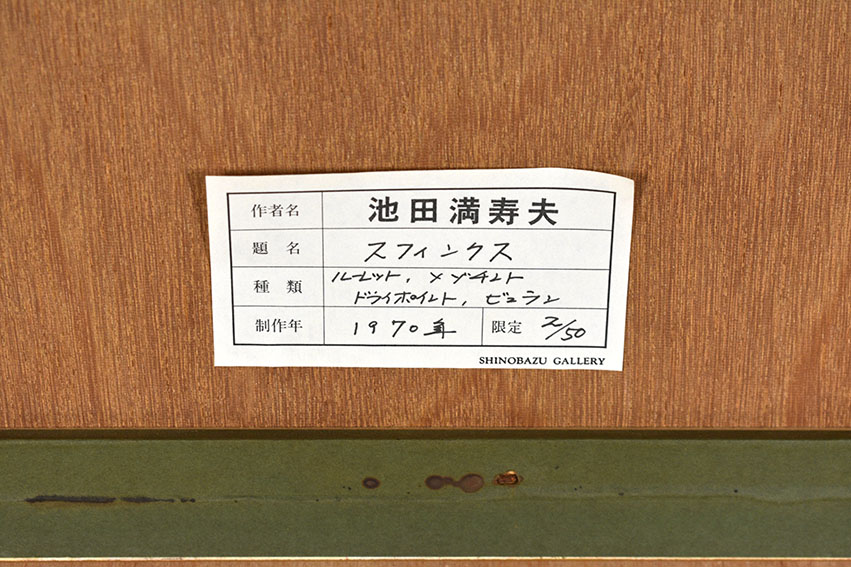 作者名 池田満寿夫
題名 スフィンクス
種類 ルーレット, メゾチント
ドライポイント, ビュラン
制作年 1970年 限定 2/50
SHINOBAZU GALLERY